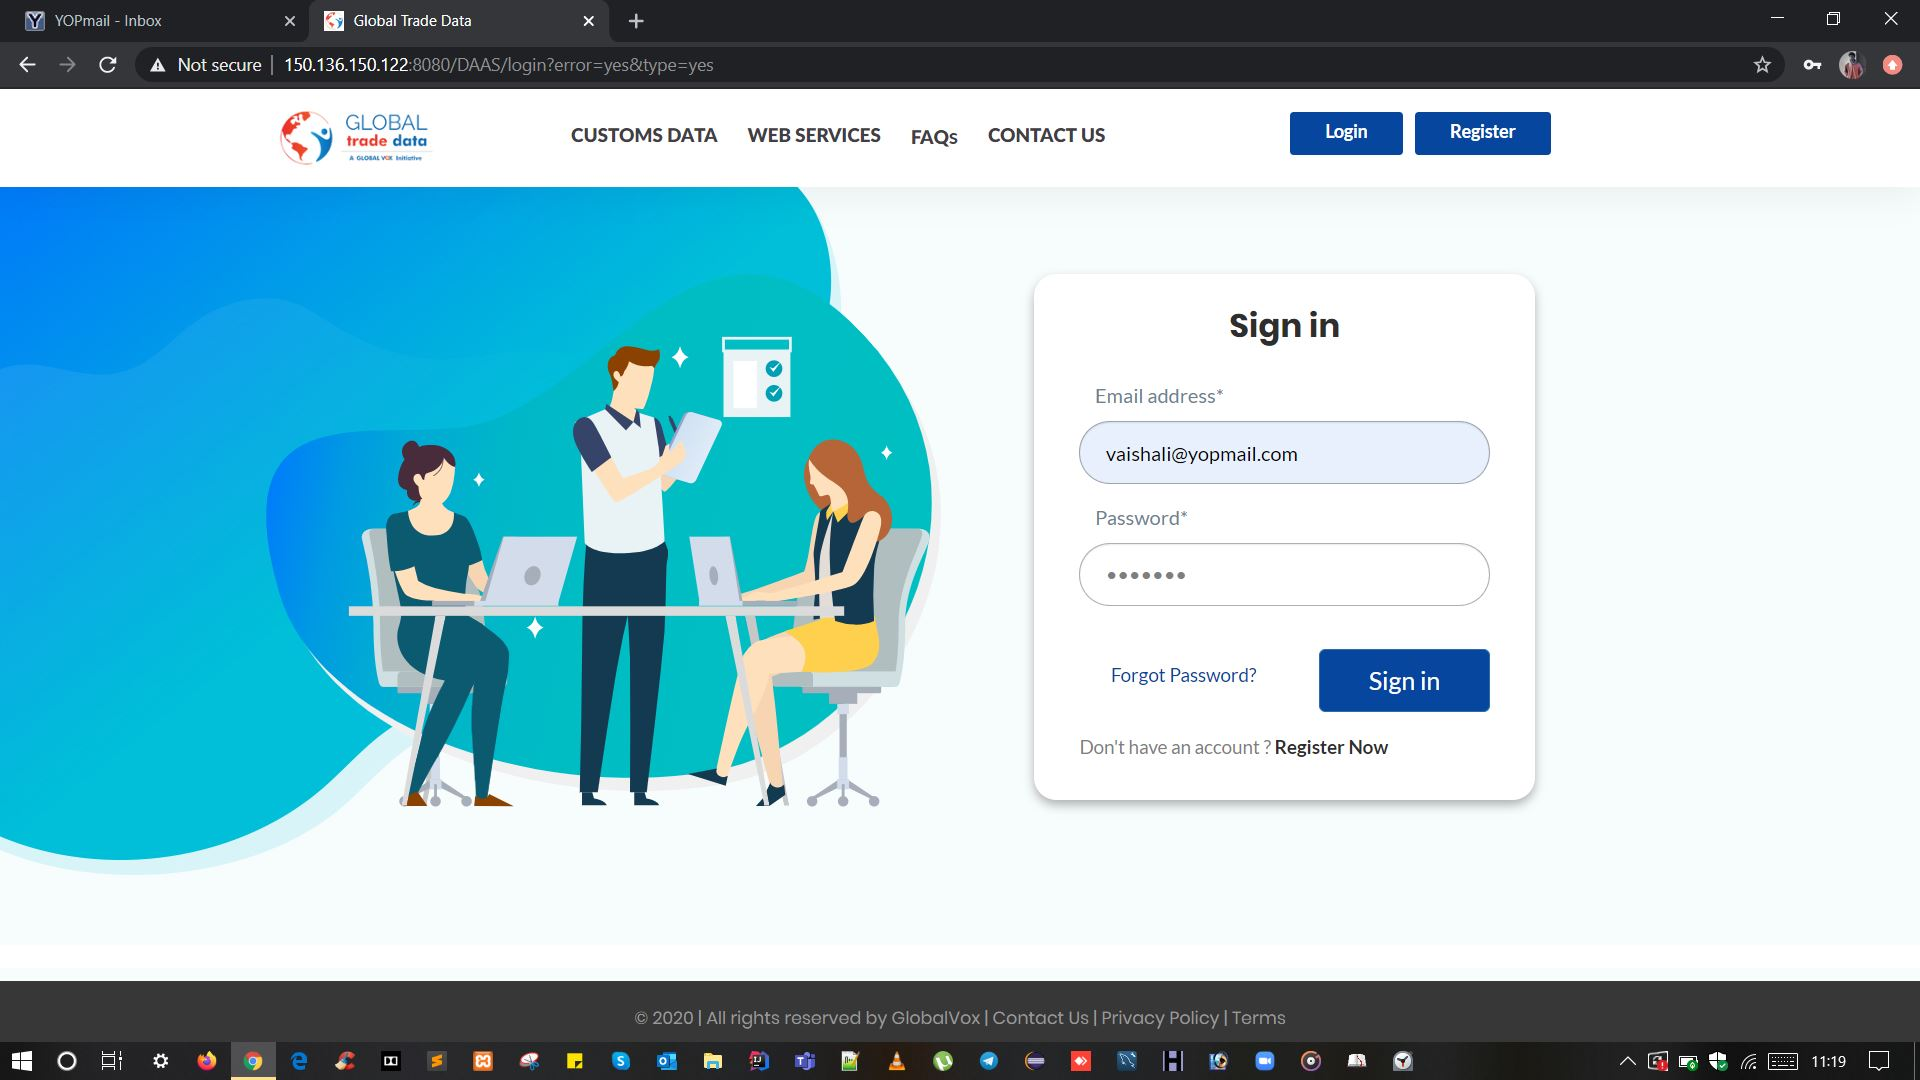 YOPmail - Inbox
Global Trade Data
Not secure
150.136.150.122:8080/DAAS/login?error=yes&type=yes
GLOBAL
trade data
A GLOBAL VOX Initiative
CUSTOMS DATA
WEB SERVICES
FAQs
CONTACT US
Login
Register
Sign in
Email address*
vaishali@yopmail.com
Password*
•••••••
Forgot Password?
Sign in
Don't have an account ? Register Now
© 2020 | All rights reserved by GlobalVox | Contact Us | Privacy Policy | Terms
11:19